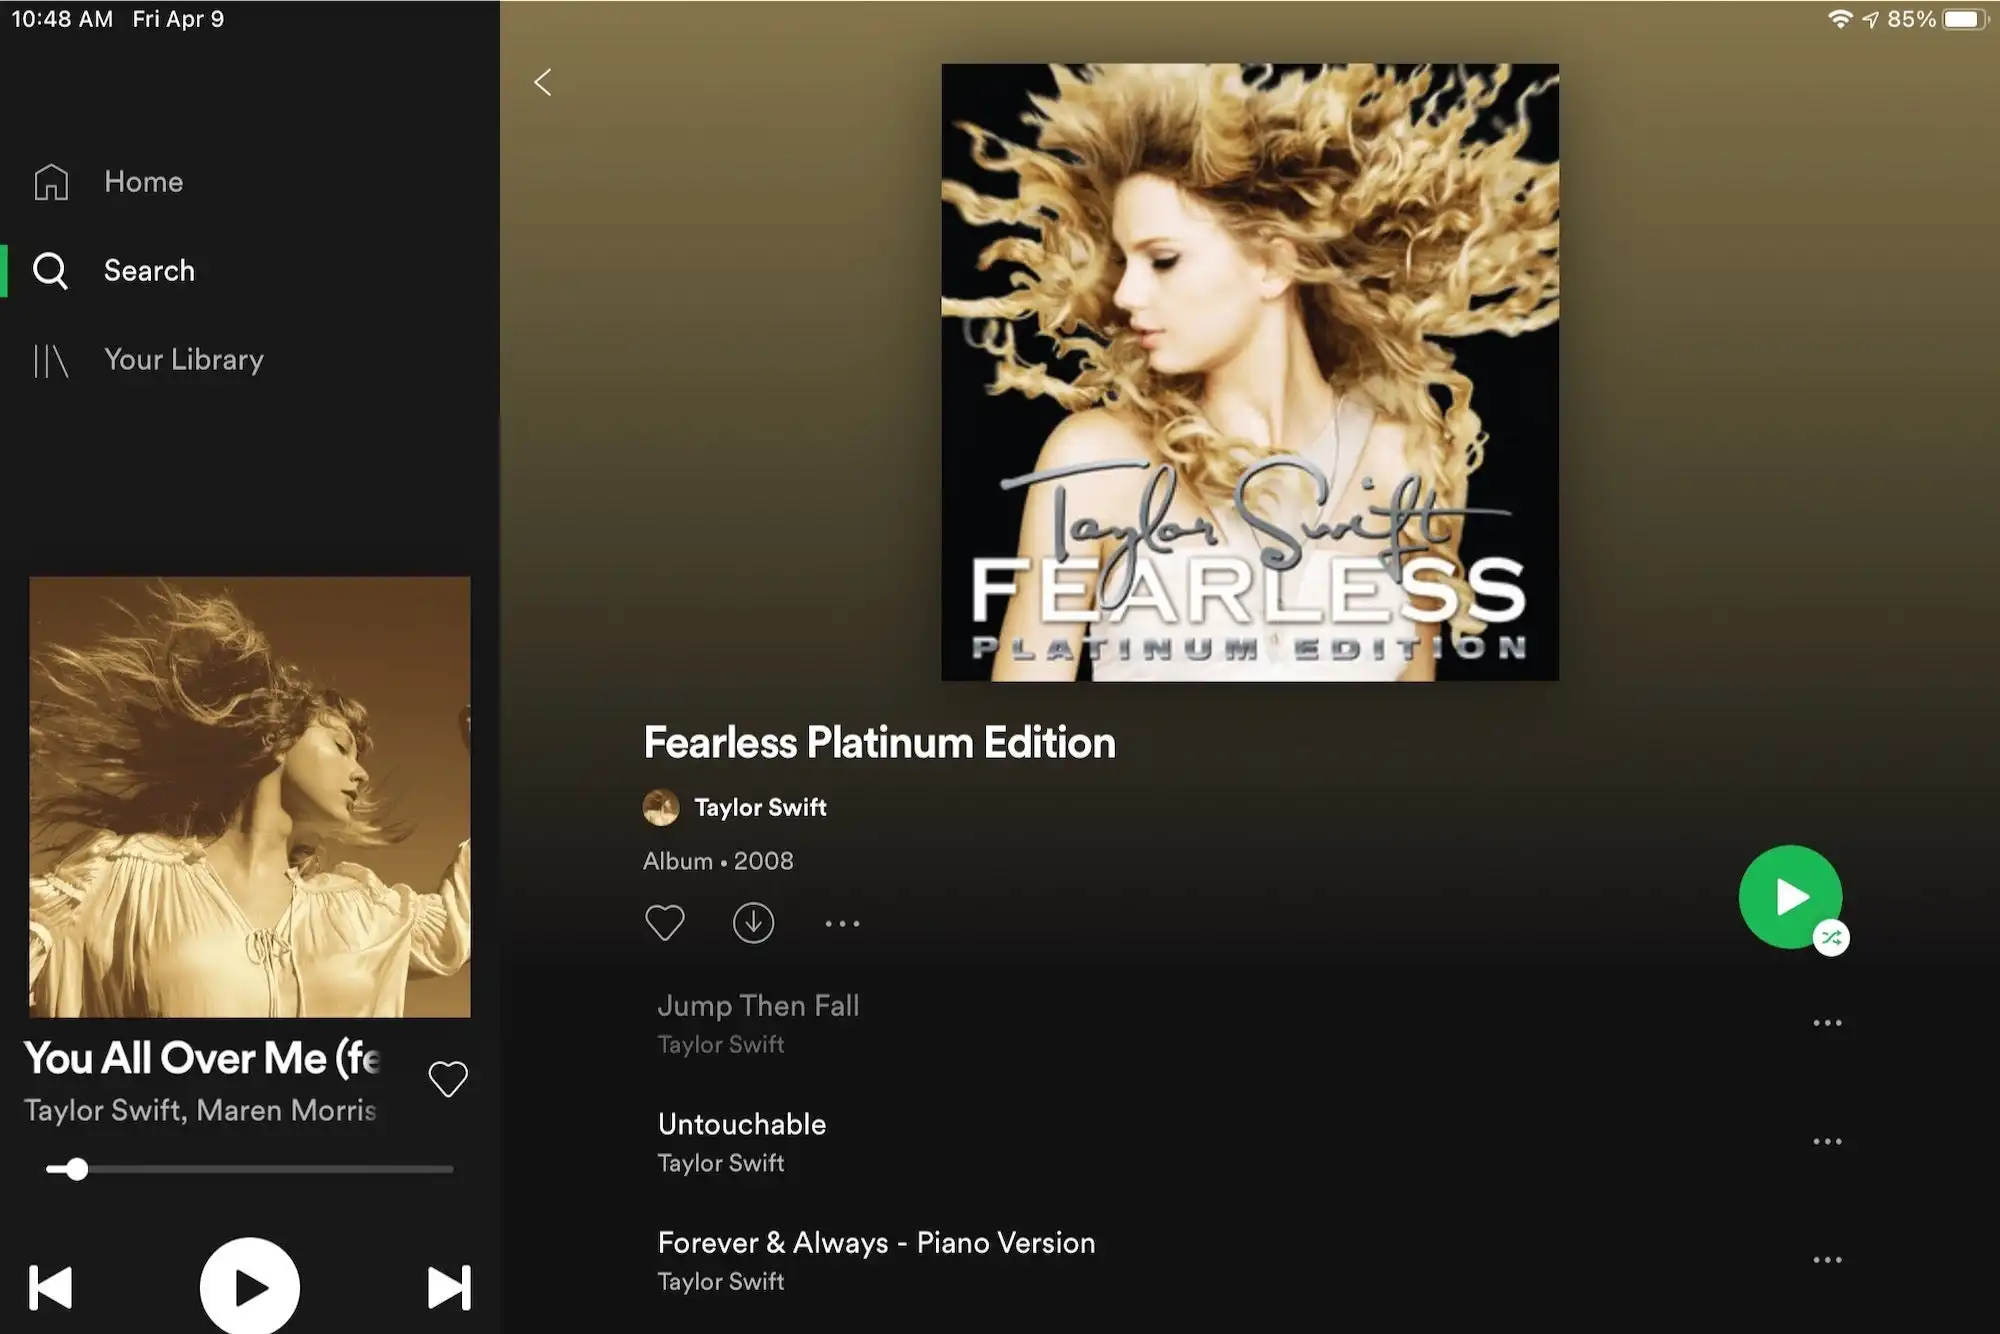 10:48 AM Fri Apr 9
85%
Home
Search
Your Library
You All Over Me (fe
Taylor Swift, Maren Morris
Taylor Swift
FEARLESS
PLATINUM EDITION
Fearless Platinum Edition
Taylor Swift
Album • 2008
Jump Then Fall
Taylor Swift
Untouchable
Taylor Swift
Forever & Always - Piano Version
Taylor Swift